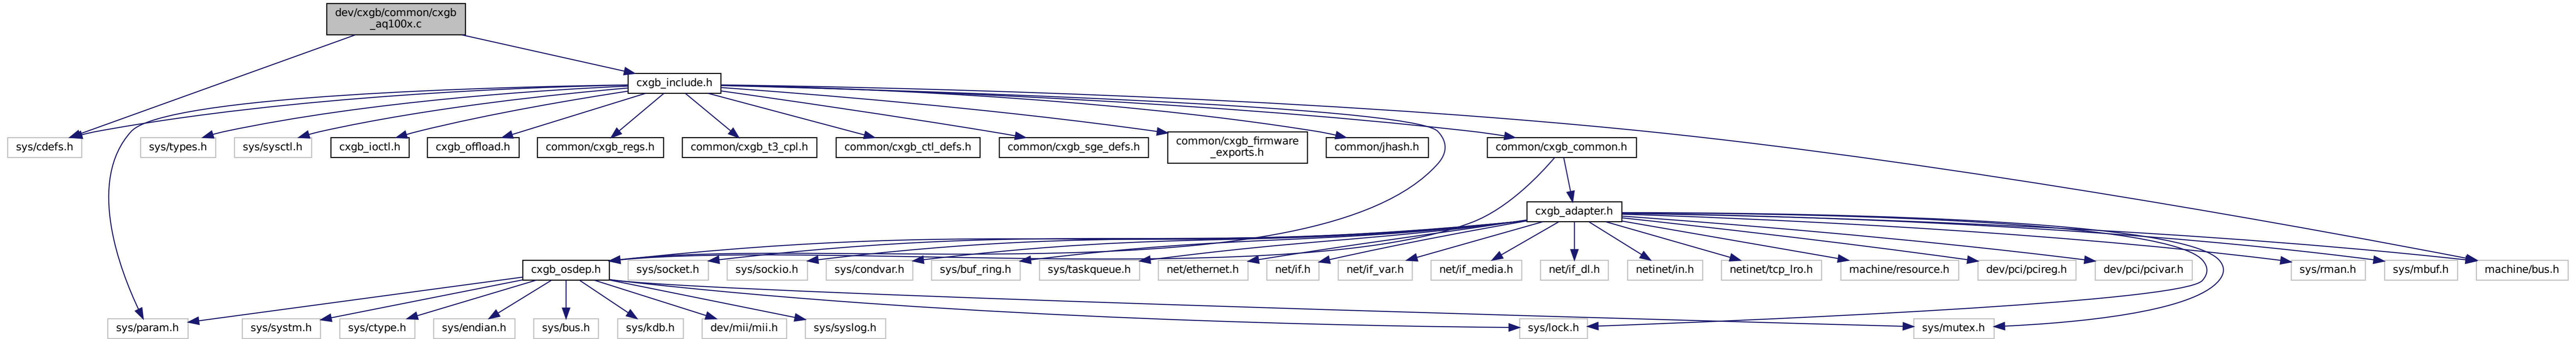 dev/cxgb/common/cxgb
_aq100x.c
cxgb_include.h
sys/cdefs.h
sys/types.h
sys/sysctl.h
cxgb_ioctl.h
cxgb_offload.h
common/cxgb_regs.h
common/cxgb_t3_cpl.h
common/cxgb_ctl_defs.h
common/cxgb_sge_defs.h
common/cxgb_firmware
_exports.h
common/jhash.h
common/cxgb_common.h
cxgb_adapter.h
cxgb_osdep.h
sys/socket.h
sys/sockio.h
sys/condvar.h
sys/buf_ring.h
sys/taskqueue.h
net/ethernet.h
net/if.h
net/if_var.h
net/if_media.h
net/if_dl.h
netinet/in.h
netinet/tcp_lro.h
machine/resource.h
dev/pci/pcireg.h
dev/pci/pcivar.h
sys/rman.h
sys/mbuf.h
machine/bus.h
sys/param.h
sys/systm.h
sys/ctype.h
sys/endian.h
sys/bus.h
sys/kdb.h
dev/mii/mii.h
sys/syslog.h
sys/lock.h
sys/mutex.h